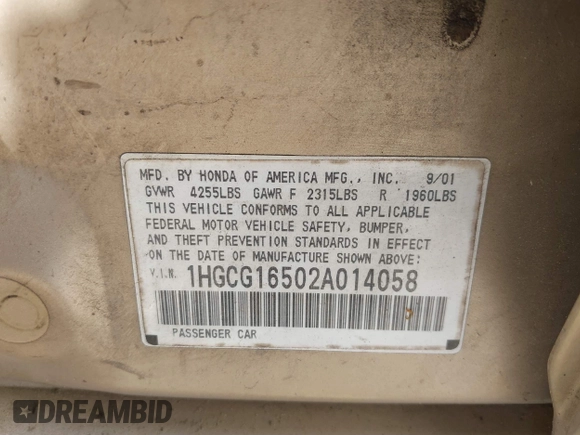 MFD. BY HONDA OF AMERICA MFG., INC. 9/01
GVWR 4255LBS GAWR F 2315LBS R 1960LBS
THIS VEHICLE CONFORMS TO ALL APPLICABLE
FEDERAL MOTOR VEHICLE SAFETY, BUMPER,
AND THEFT PREVENTION STANDARDS IN EFFECT
ON THE DATE OF MANUFACTURE SHOWN ABOVE:
V.I.N. 1HGCG16502A014058
PASSENGER CAR
DREAMBID